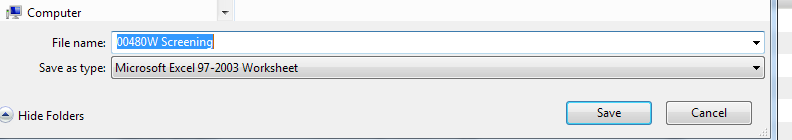 Computer
File name: 00480W Screening
Save as type: Microsoft Excel 97-2003 Worksheet
Hide Folders Save Cancel